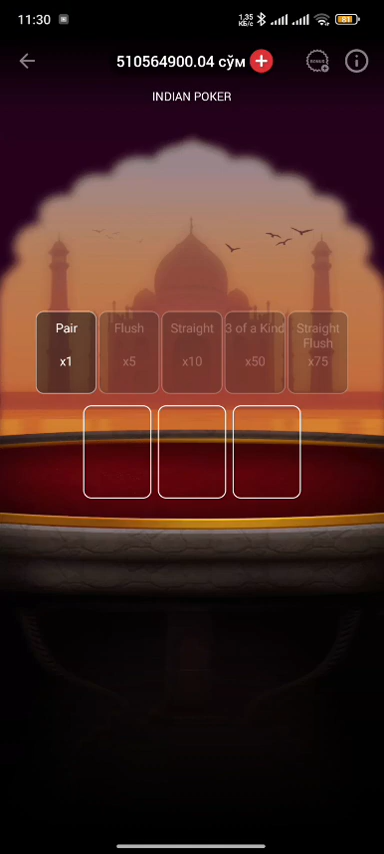 11:30
1,35 КБ/с 81
510564900.04 сўм
INDIAN POKER
Pair
Flush
Straight
3 of a Kind
Straight Flush
x1
x5
x10
x50
x75